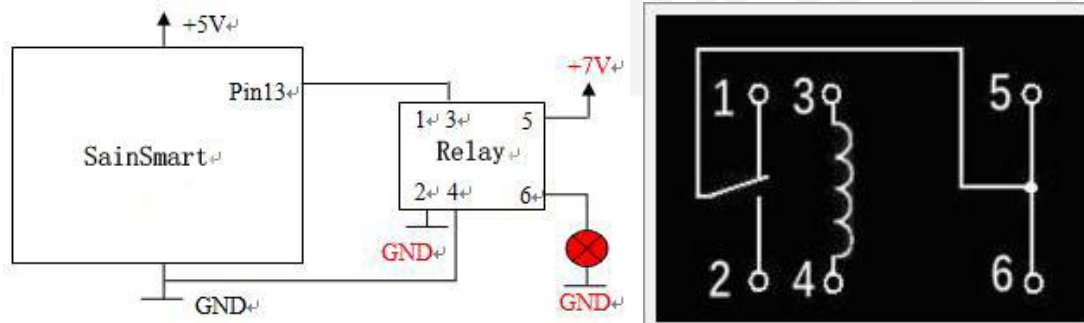 +5V↵
Pin13↵
SainSmart↵
GND↵
+7V↵
1↵ 3↵ 5
Relay↵
2↵ 4↵ 6↵
GND↵
GND↵
1 3 5
2 4 6